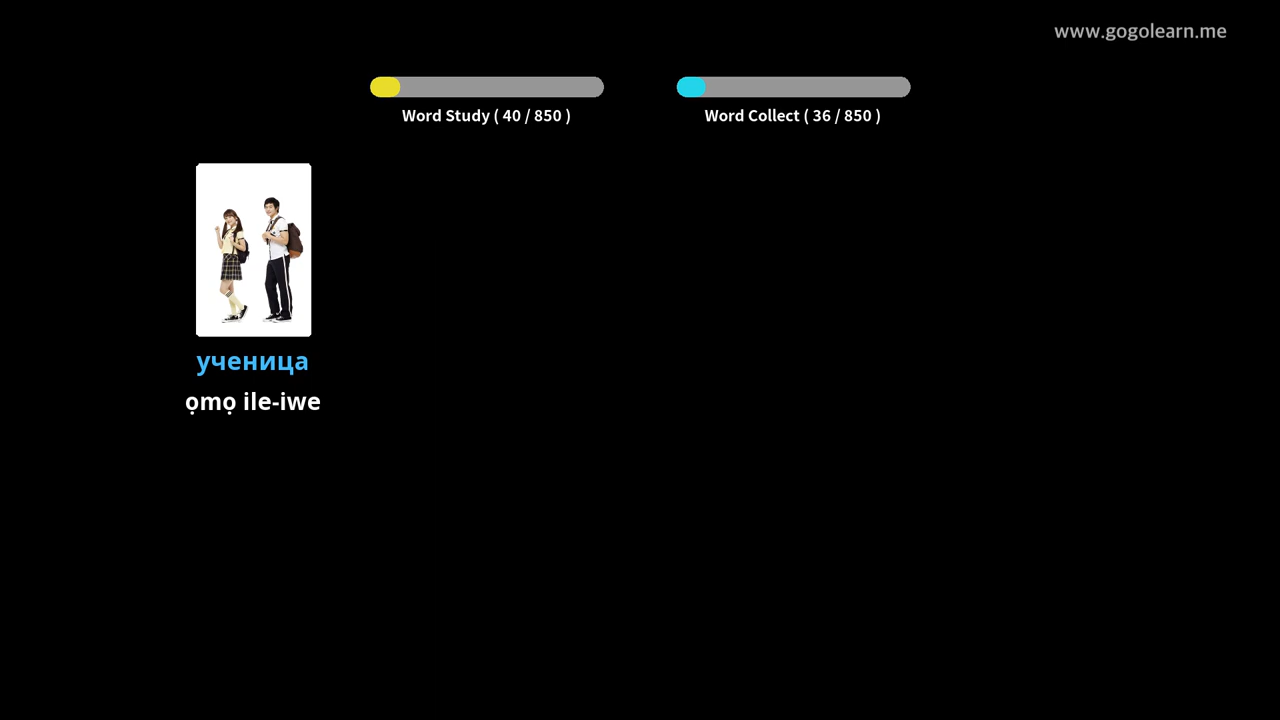 www.gogolearn.me
Word Study ( 40 / 850 )
Word Collect ( 36 / 850 )
ученица
ọmọ ile-iwe